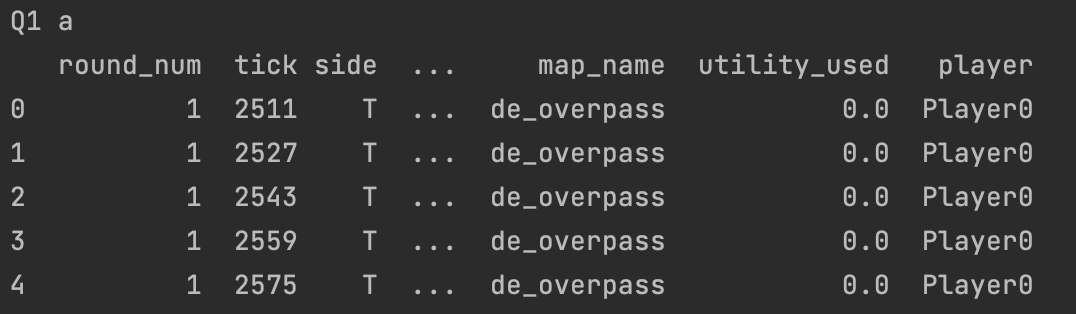 Q1 a
round_num tick side ... map_name utility_used player
0 1 2511 T ... de_overpass 0.0 Player0
1 1 2527 T ... de_overpass 0.0 Player0
2 1 2543 T ... de_overpass 0.0 Player0
3 1 2559 T ... de_overpass 0.0 Player0
4 1 2575 T ... de_overpass 0.0 Player0